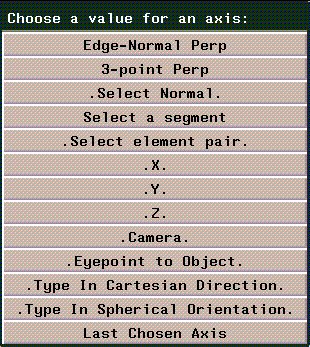 Choose a value for an axis:
Edge-Normal Perp
3-point Perp
.Select Normal.
Select a segment
.Select element pair.
.X.
.Y.
.Z.
.Camera.
.Eyepoint to Object.
.Type In Cartesian Direction.
.Type In Spherical Orientation.
Last Chosen Axis